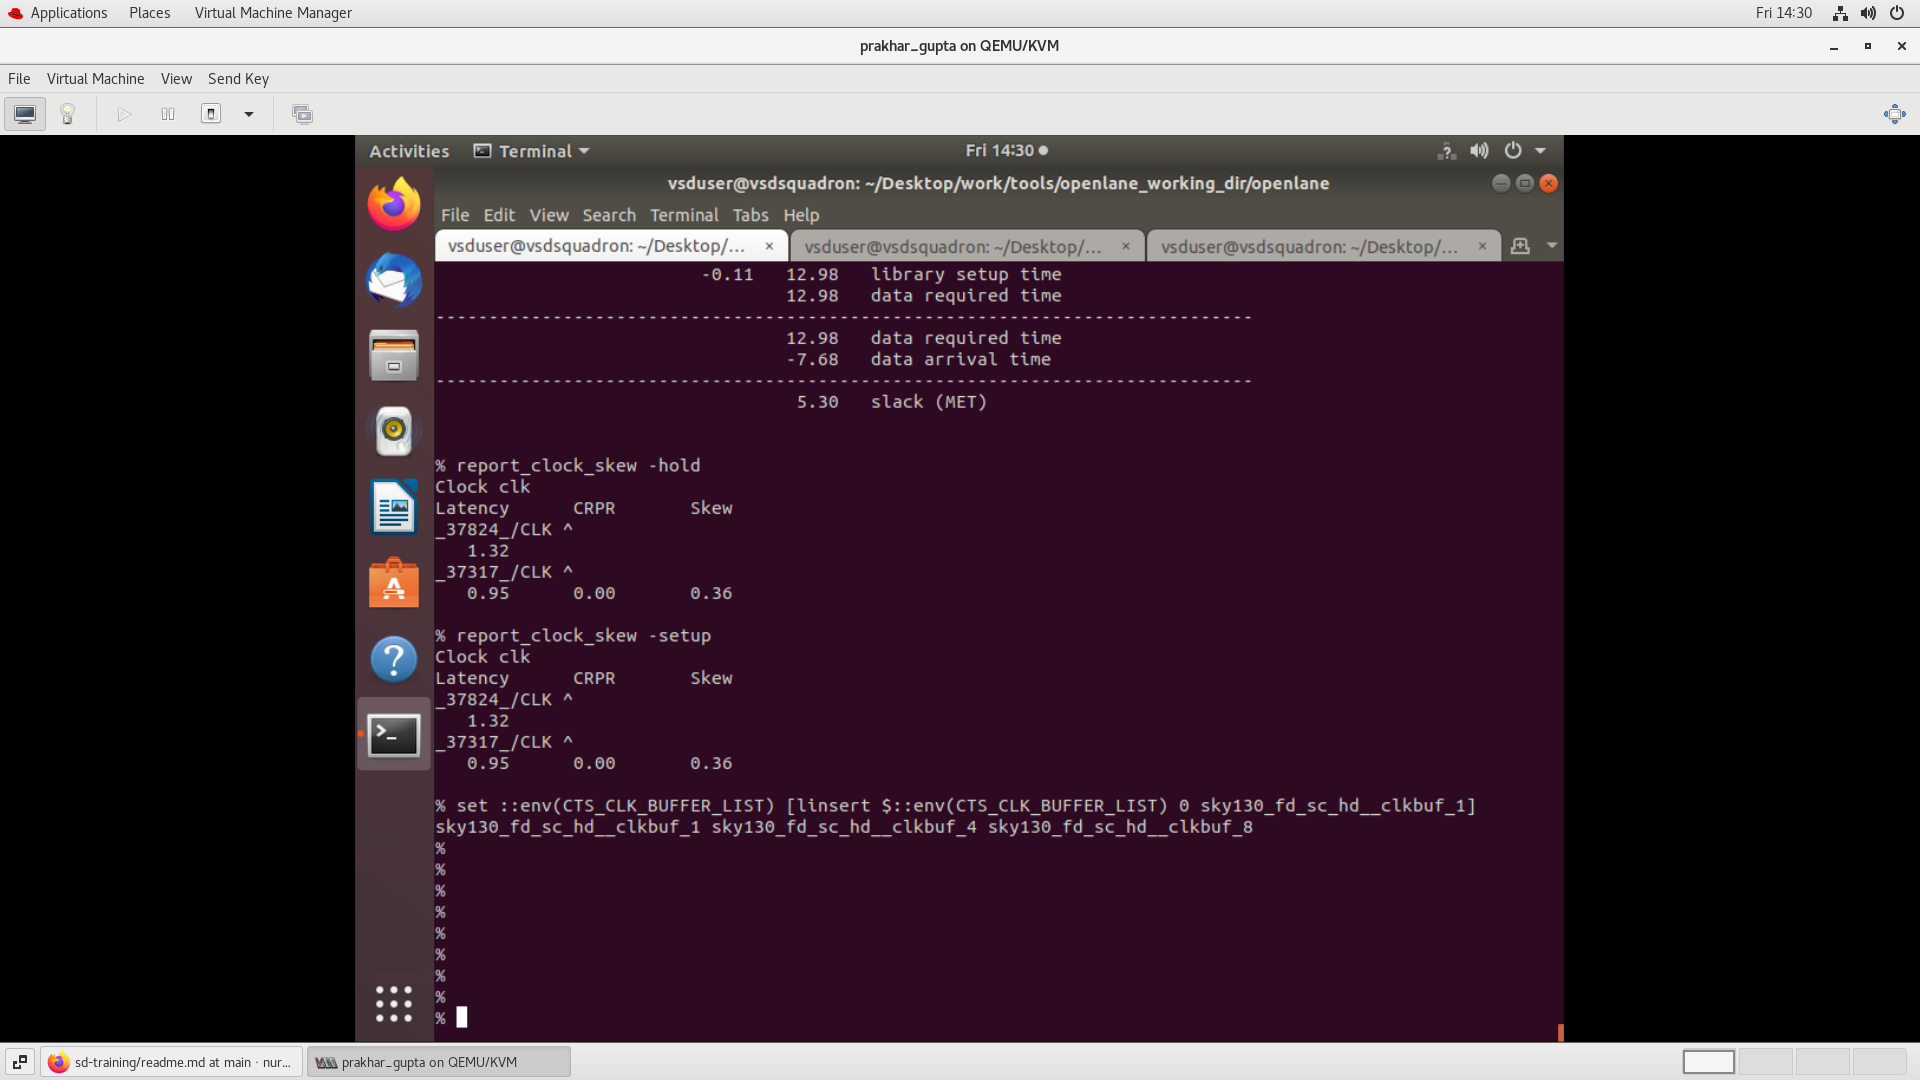 Applications Places Virtual Machine Manager Fri 14:30
prakhar_gupta on QEMU/KVM
File Virtual Machine View Send Key
Activities Terminal Fri 14:30
vsduser@vsdsquadron: ~/Desktop/work/tools/openlane_working_dir/openlane
File Edit View Search Terminal Tabs Help
vsduser@vsdsquadron: ~/Desktop/... × vsduser@vsdsquadron: ~/Desktop/... × vsduser@vsdsquadron: ~/Desktop/... ×
-0.11 12.98 library setup time
12.98 data required time
-----------------------------------------------------------------------------
12.98 data required time
-7.68 data arrival time
-----------------------------------------------------------------------------
5.30 slack (MET)
% report_clock_skew -hold
Clock clk
Latency CRPR Skew
_37824_/CLK ^
1.32
_37317_/CLK ^
0.95 0.00 0.36
% report_clock_skew -setup
Clock clk
Latency CRPR Skew
_37824_/CLK ^
1.32
_37317_/CLK ^
0.95 0.00 0.36
% set ::env(CTS_CLK_BUFFER_LIST) [linsert $::env(CTS_CLK_BUFFER_LIST) 0 sky130_fd_sc_hd__clkbuf_1]
sky130_fd_sc_hd__clkbuf_1 sky130_fd_sc_hd__clkbuf_4 sky130_fd_sc_hd__clkbuf_8
%
%
%
%
%
%
%
%
%
sd-training/readme.md at main · nur... prakhar_gupta on QEMU/KVM